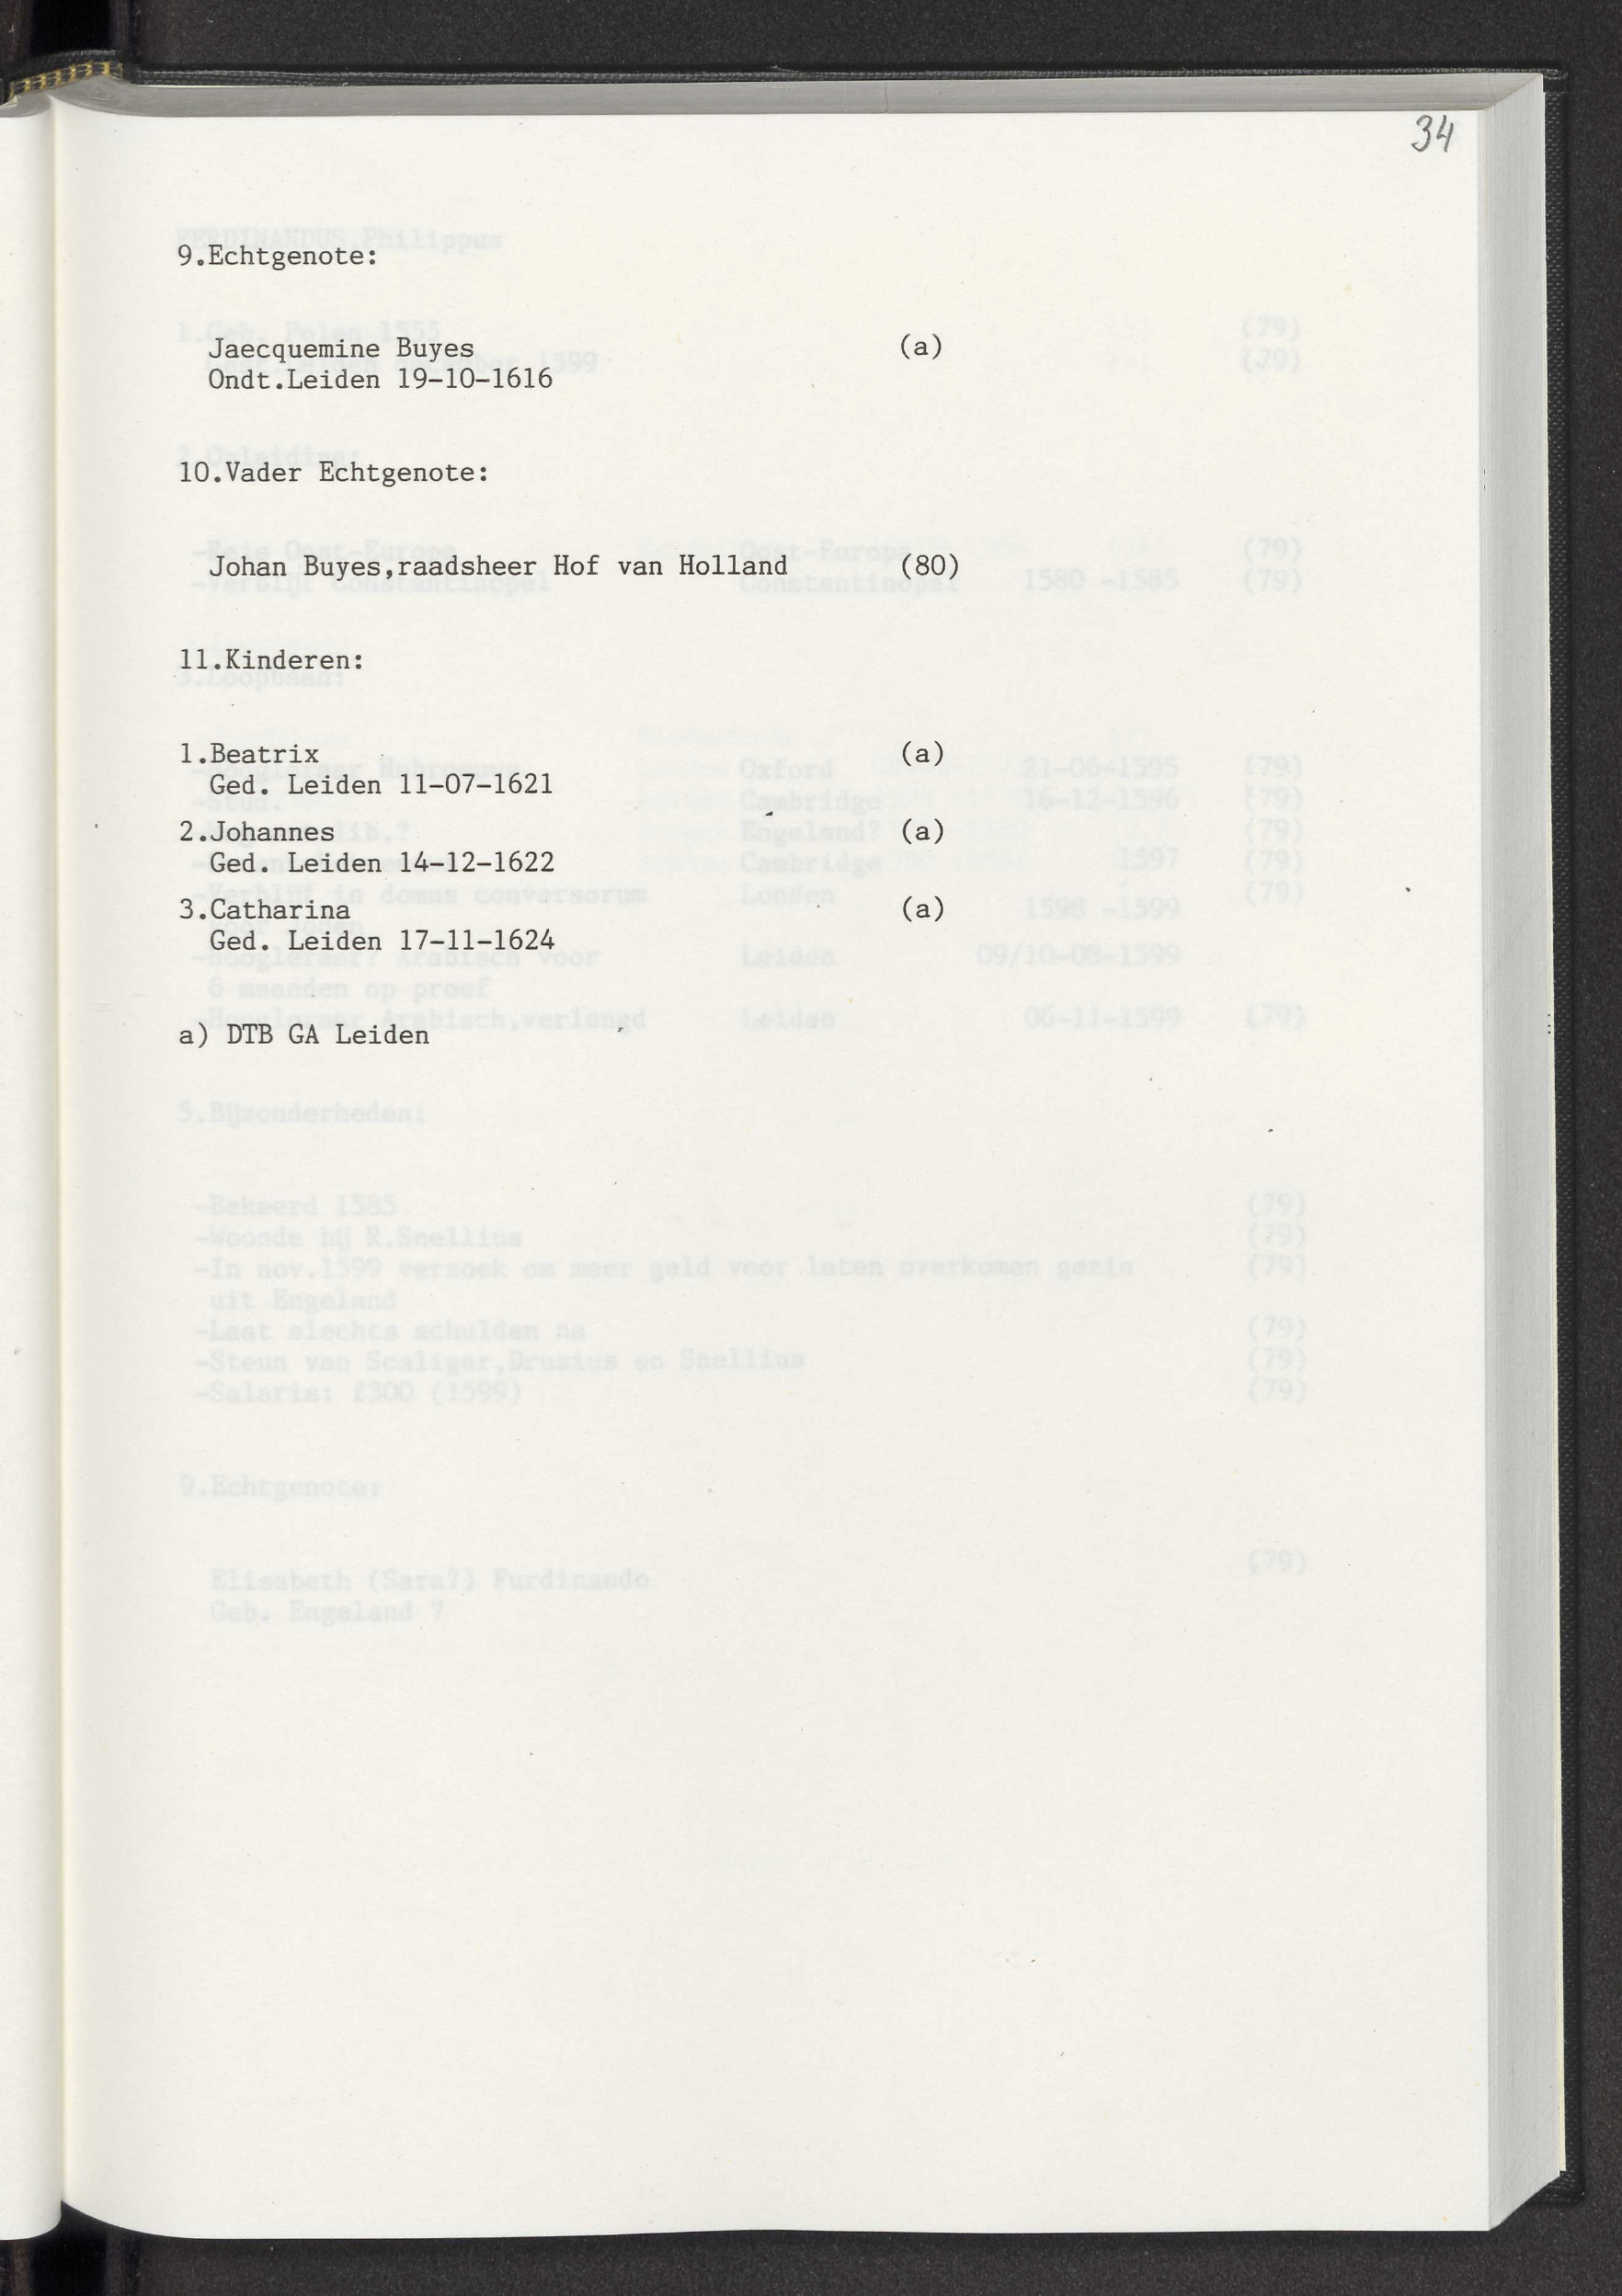 34
9.Echtgenote:
Jaecquemine Buyes (a)
Ondt.Leiden 19-10-1616
10.Vader Echtgenote:
Johan Buyes,raadsheer Hof van Holland (80)
11.Kinderen:
1.Beatrix (a)
Ged. Leiden 11-07-1621
2.Johannes (a)
Ged. Leiden 14-12-1622
3.Catharina (a)
Ged. Leiden 17-11-1624
a) DTB GA Leiden